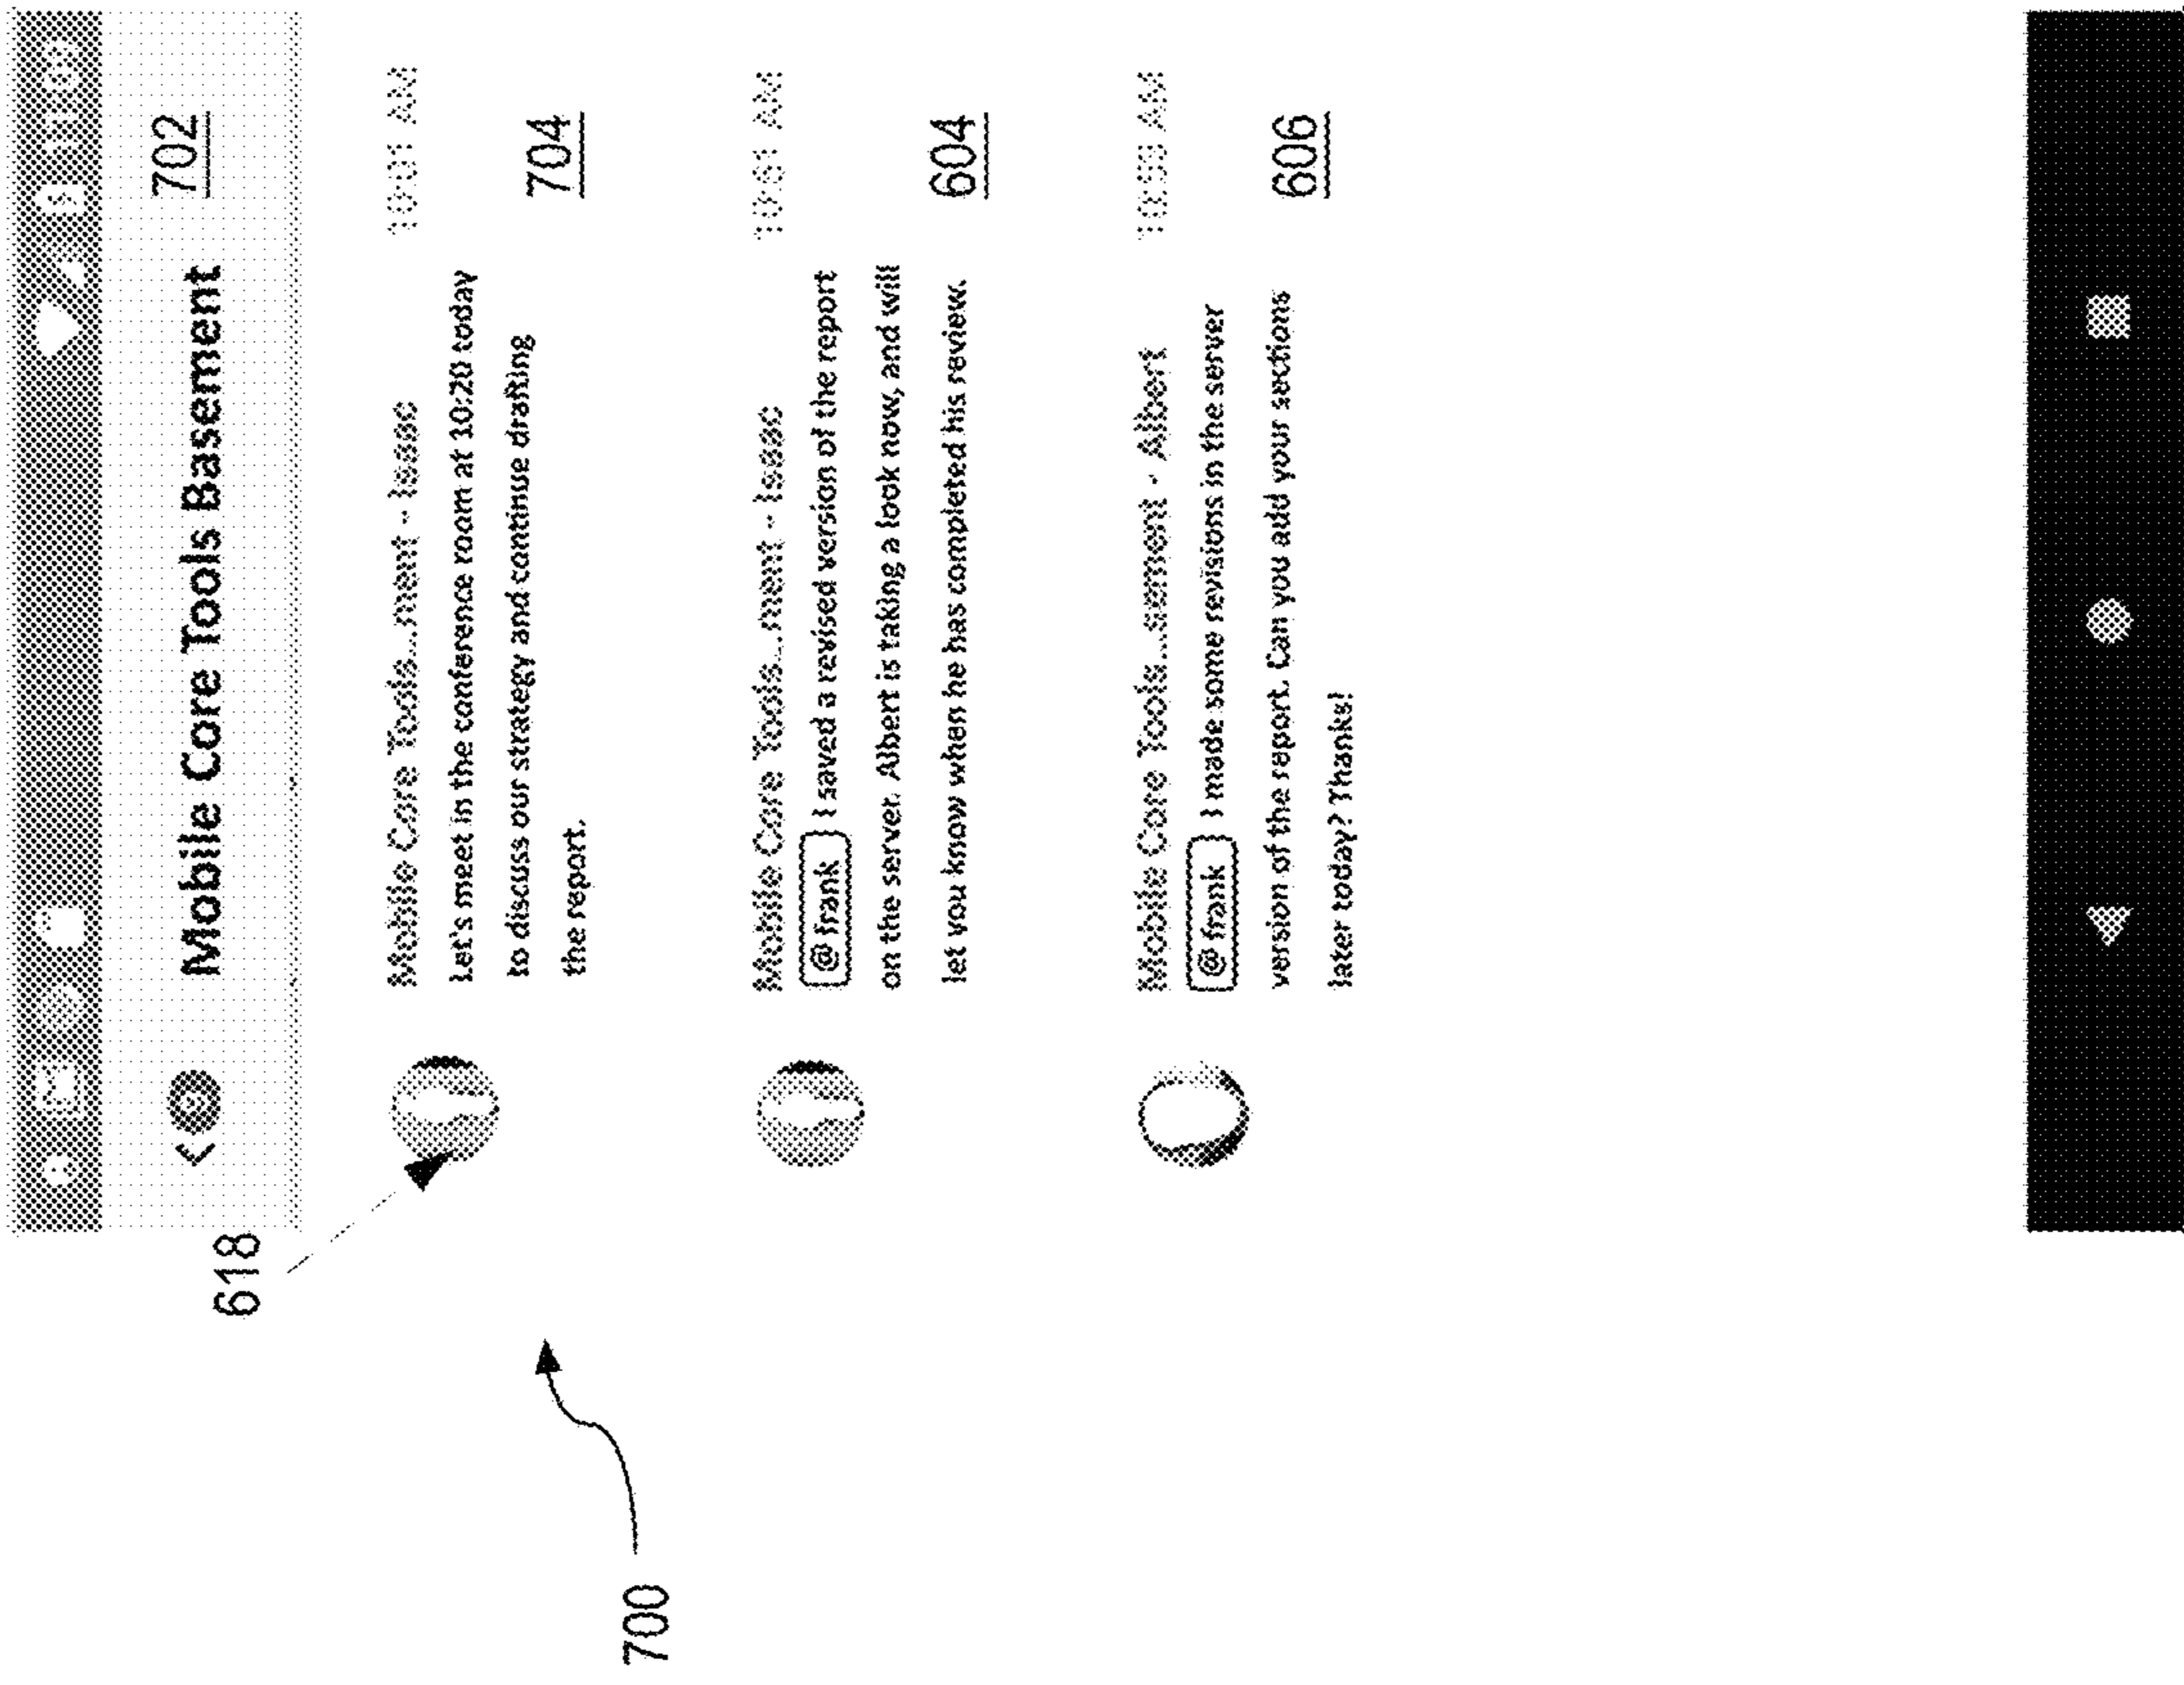 702
Mobile Core Tools Basement
618
Mobile Core Tools...ment - Isaac
Let's meet in the conference room at 10:20 today
to discuss our strategy and continue drafting
the report.
704
Mobile Core Tools...ment - Isaac
@frank I saved a revised version of the report
on the server. Albert is taking a look now, and will
let you know when he has completed his review.
604
Mobile Core Tools...sement - Albert
@frank I made some revisions in the server
version of the report. Can you add your sections
later today? Thanks!
606
700